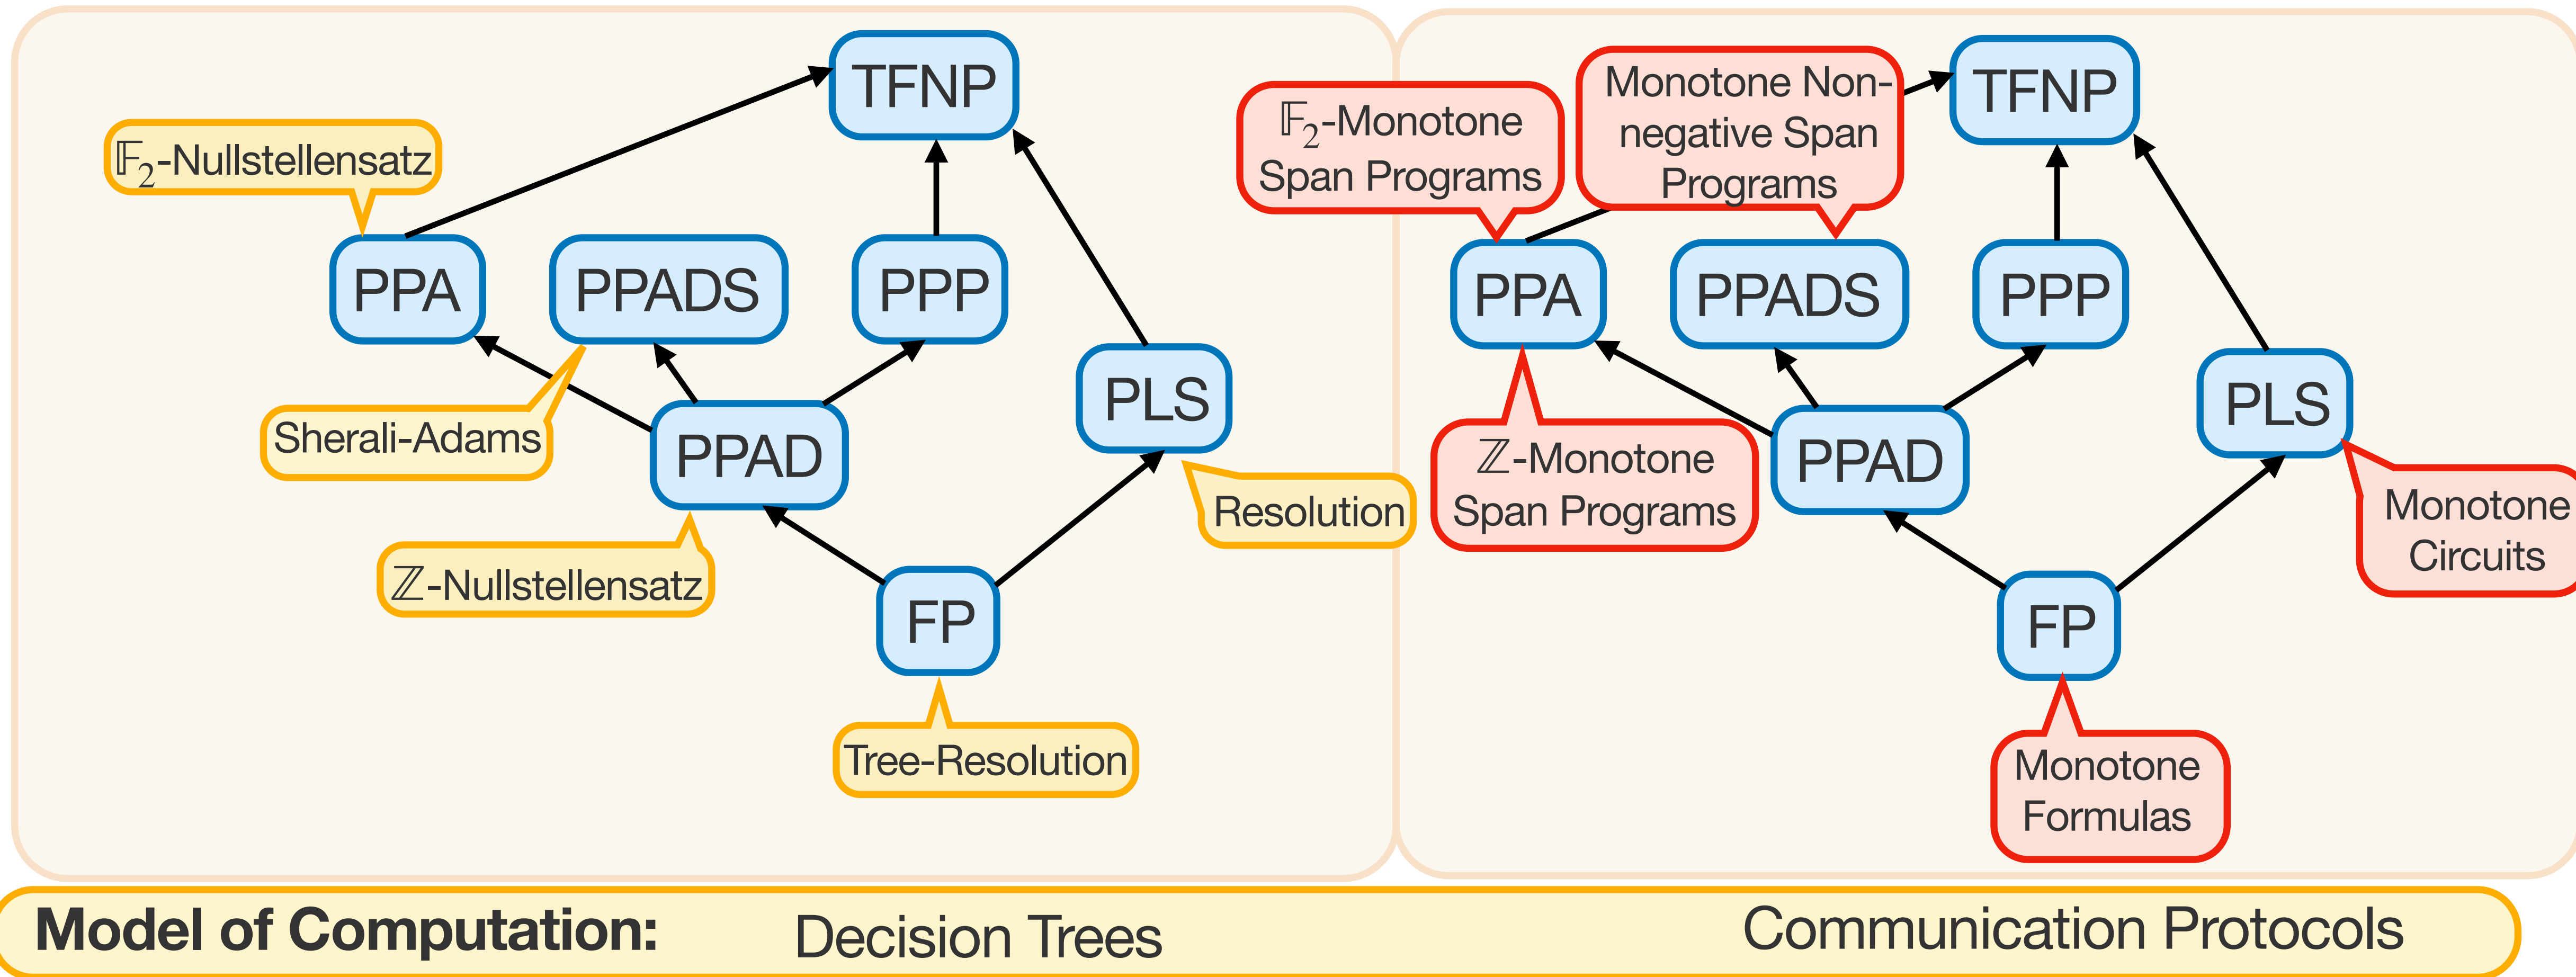 TFNP
𝔽₂-Nullstellensatz
PPA
PPADS
PPP
Sherali-Adams
PPAD
PLS
ℤ-Nullstellensatz
Resolution
FP
Tree-Resolution
𝔽₂-Monotone
Span Programs
Monotone Non-
negative Span
Programs
TFNP
PPA
PPADS
PPP
ℤ-Monotone
Span Programs
PPAD
PLS
Monotone
Circuits
FP
Monotone
Formulas
Model of Computation: Decision Trees Communication Protocols